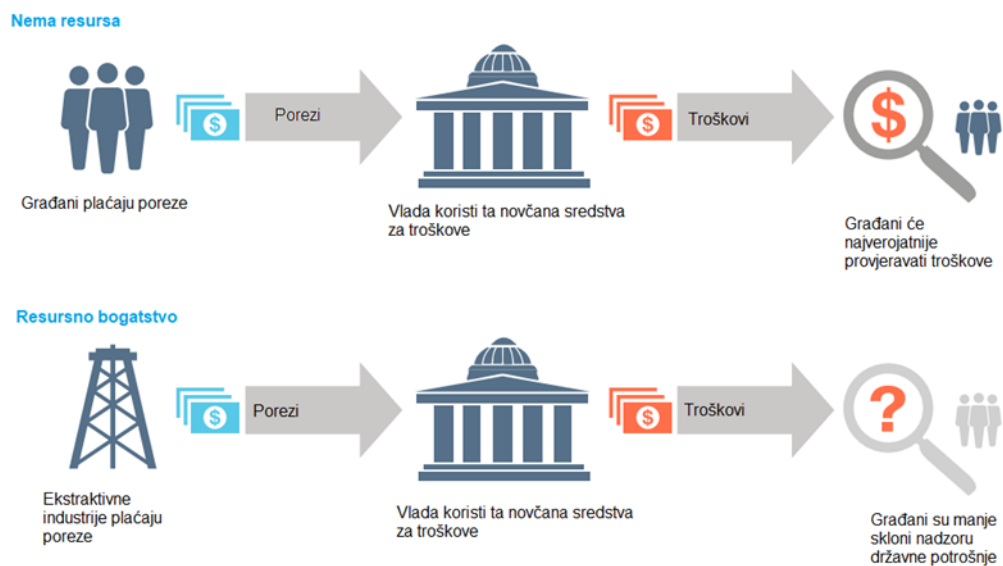 Nema resursa
$
Porezi
$
Troškovi
$
Građani plaćaju poreze
Vlada koristi ta novčana sredstva
za troškove
Građani će
najverojatnije
provjeravati troškove
Resursno bogatstvo
$
Porezi
$
Troškovi
?
Ekstraktivne
industrije plaćaju
poreze
Vlada koristi ta novčana sredstva
za troškove
Građani su manje
skloni nadzoru
državne potrošnje